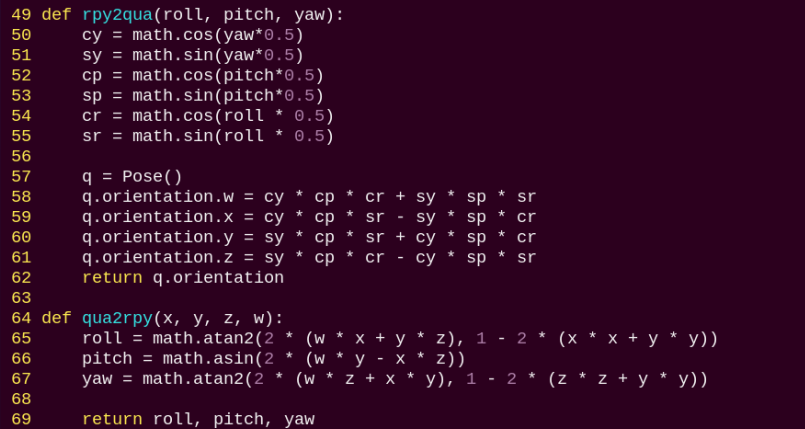 49 def rpy2qua(roll, pitch, yaw):
50     cy = math.cos(yaw*0.5)
51     sy = math.sin(yaw*0.5)
52     cp = math.cos(pitch*0.5)
53     sp = math.sin(pitch*0.5)
54     cr = math.cos(roll * 0.5)
55     sr = math.sin(roll * 0.5)
56
57     q = Pose()
58     q.orientation.w = cy * cp * cr + sy * sp * sr
59     q.orientation.x = cy * cp * sr - sy * sp * cr
60     q.orientation.y = sy * cp * sr + cy * sp * cr
61     q.orientation.z = sy * cp * cr - cy * sp * sr
62     return q.orientation
63
64 def qua2rpy(x, y, z, w):
65     roll = math.atan2(2 * (w * x + y * z), 1 - 2 * (x * x + y * y))
66     pitch = math.asin(2 * (w * y - x * z))
67     yaw = math.atan2(2 * (w * z + x * y), 1 - 2 * (z * z + y * y))
68
69     return roll, pitch, yaw